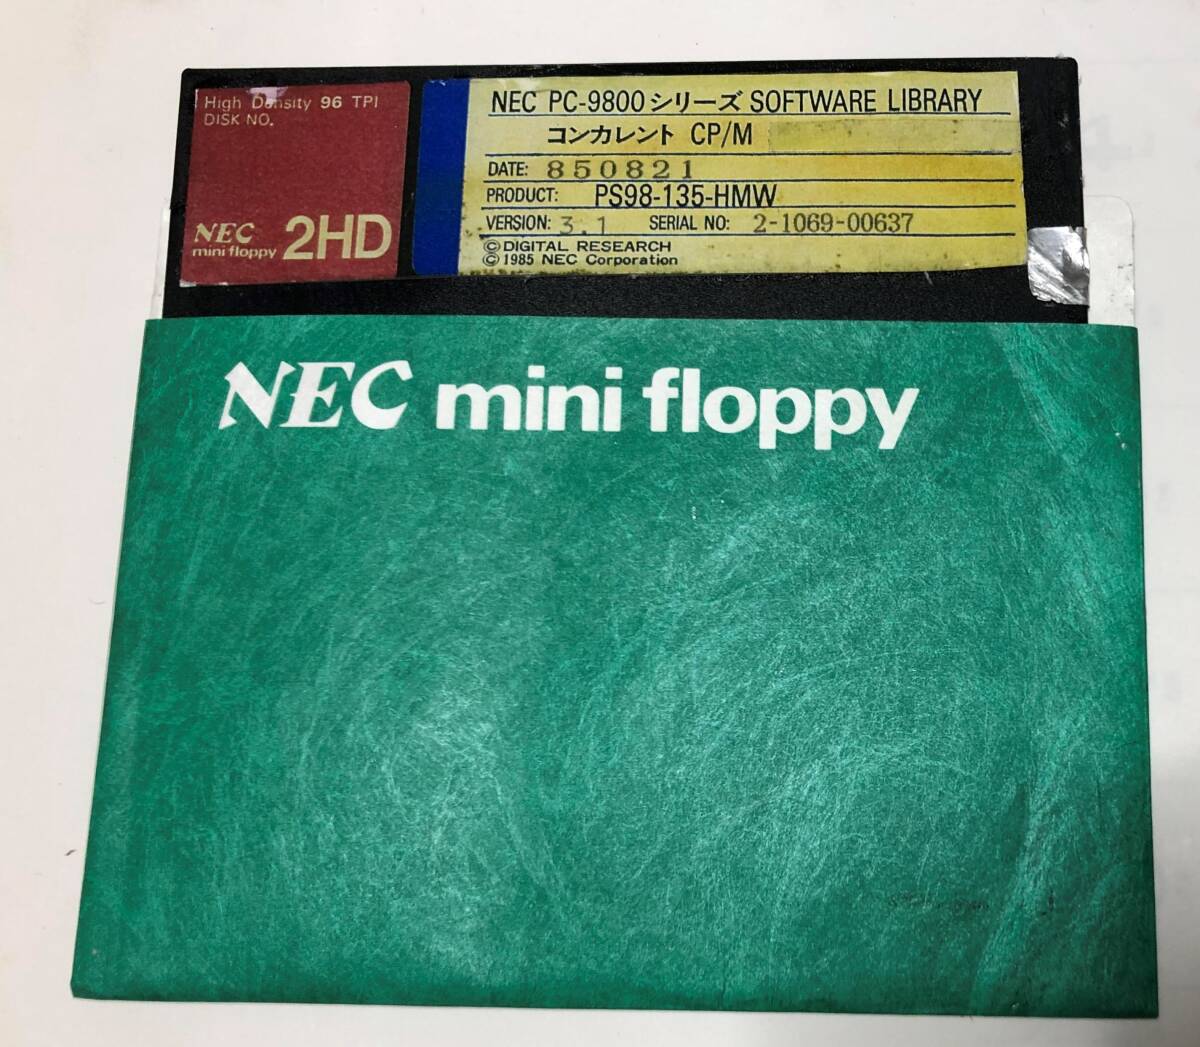 High Density 96 TPI
DISK NO.
NEC
mini floppy 2HD
NEC PC-9800シリーズ SOFTWARE LIBRARY
コンカレント CP/M
DATE: 850821
PRODUCT: PS98-135-HMW
VERSION: 3.1 SERIAL NO: 2-1069-00637
©DIGITAL RESEARCH
©1985 NEC Corporation
NEC mini floppy